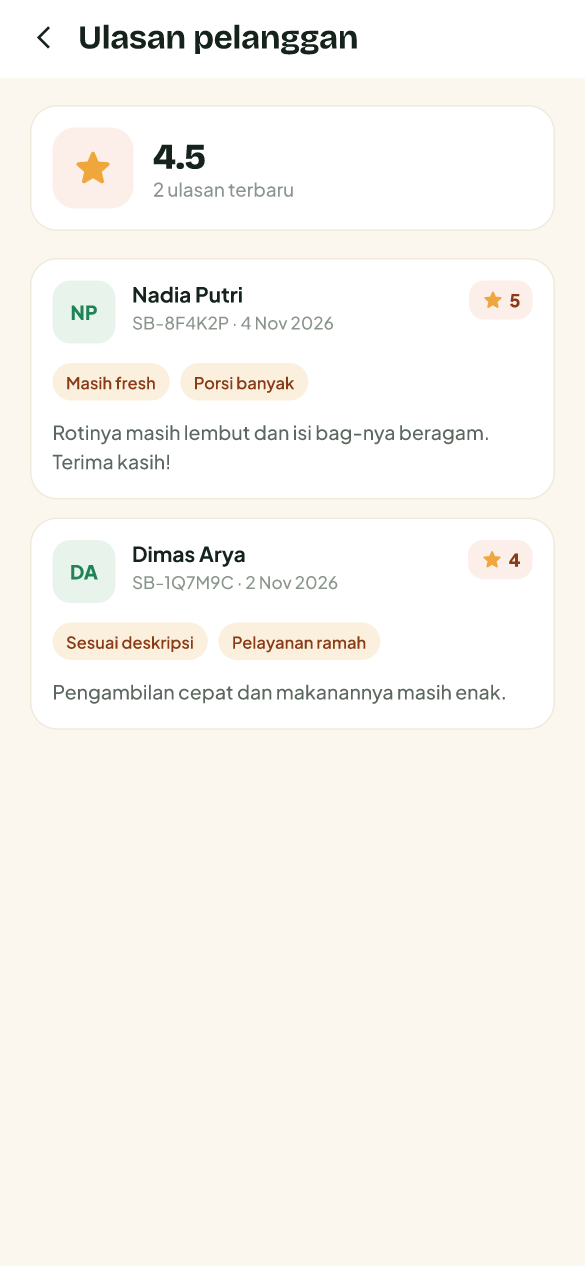 Ulasan pelanggan
4.5
2 ulasan terbaru
NP
Nadia Putri
SB-8F4K2P · 4 Nov 2026
5
Masih fresh
Porsi banyak
Rotinya masih lembut dan isi bag-nya beragam.
Terima kasih!
DA
Dimas Arya
SB-1Q7M9C · 2 Nov 2026
4
Sesuai deskripsi
Pelayanan ramah
Pengambilan cepat dan makanannya masih enak.